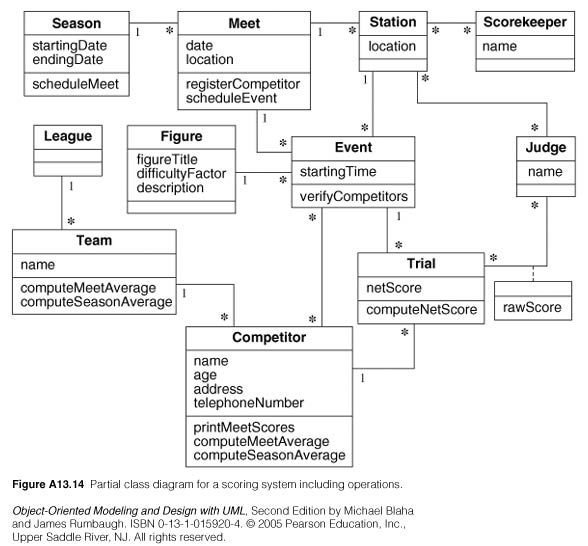 Season
startingDate
endingDate
scheduleMeet
1
*
Meet
date
location
registerCompetitor
scheduleEvent
1
*
Station
location
*
*
Scorekeeper
name
1
*
1
*
*
*
League
1
*
Figure
figureTitle
difficultyFactor
description
1
*
Event
startingTime
verifyCompetitors
Judge
name
*
*
1
*
*
*
Team
name
computeMeetAverage
computeSeasonAverage
1
*
Trial
netScore
computeNetScore
rawScore
Competitor
name
age
address
telephoneNumber
printMeetScores
computeMeetAverage
computeSeasonAverage
1
*
Figure A13.14 Partial class diagram for a scoring system including operations.
Object-Oriented Modeling and Design with UML, Second Edition by Michael Blaha
and James Rumbaugh. ISBN 0-13-1-015920-4. © 2005 Pearson Education, Inc.,
Upper Saddle River, NJ. All rights reserved.